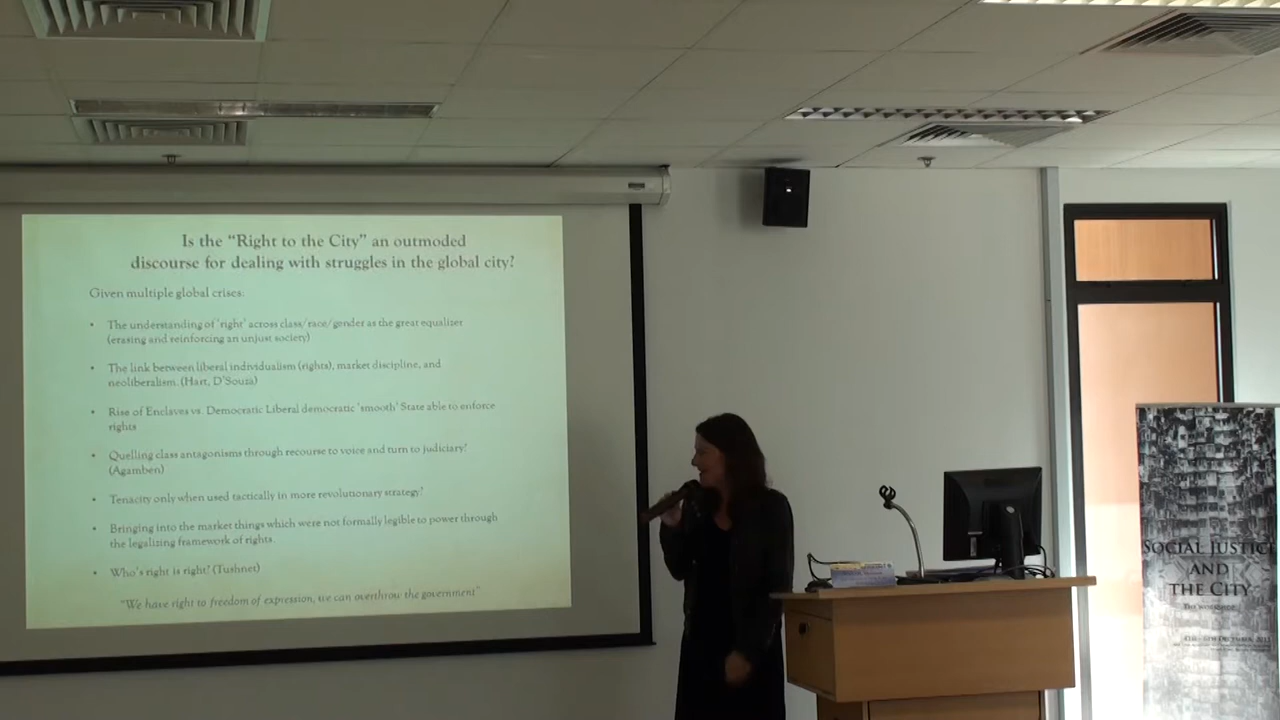 Is the "Right to the City" an outmoded
discourse for dealing with struggles in the global city?
Given multiple global crises:
• The understanding of 'right' across class/race/gender as the great equalizer
(erasing and reinforcing an unjust society)
• The link between liberal individualism (rights), market discipline, and
neoliberalism. (Hart, D'Souza)
• Rise of Enclaves vs. Democratic Liberal democratic 'smooth' State able to enforce
rights
• Quelling class antagonisms through recourse to voice and turn to judiciary?
(Agamben)
• Tenacity only when used tactically in more revolutionary strategy?
• Bringing into the market things which were not formally legible to power through
the legalizing framework of rights.
• Who's right is right? (Tushnet)
"We have right to freedom of expression, we can overthrow the government"
SOCIAL JUSTICE
AND
THE CITY
THE WORKSHOP